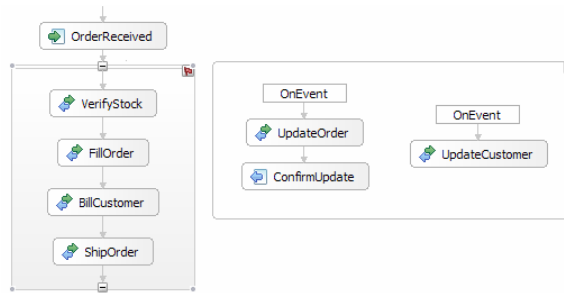 OrderReceived
VerifyStock
FillOrder
BillCustomer
ShipOrder
OnEvent
UpdateOrder
ConfirmUpdate
OnEvent
UpdateCustomer